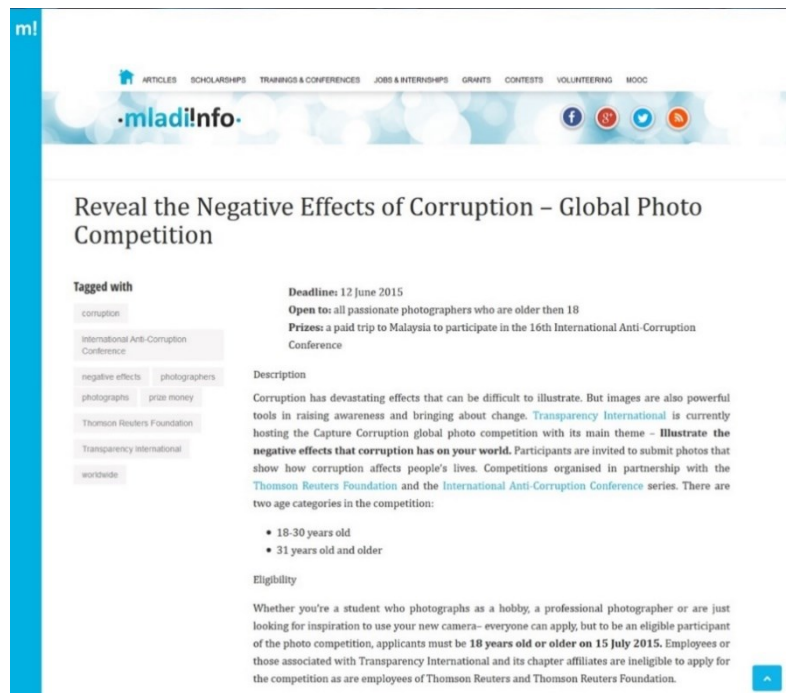 m!
ARTICLES SCHOLARSHIPS TRAININGS & CONFERENCES JOBS & INTERNSHIPS GRANTS CONTESTS VOLUNTEERING MOOC
·mladi!nfo·
f g+
Reveal the Negative Effects of Corruption – Global Photo
Competition
Tagged with
corruption
International Anti-Corruption
Conference
negative effects photographers
photographs prize money
Thomson Reuters Foundation
Transparency international
worldwide
Deadline: 12 June 2015
Open to: all passionate photographers who are older then 18
Prizes: a paid trip to Malaysia to participate in the 16th International Anti-Corruption
Conference
Description
Corruption has devastating effects that can be difficult to illustrate. But images are also powerful
tools in raising awareness and bringing about change. Transparency International is currently
hosting the Capture Corruption global photo competition with its main theme – Illustrate the
negative effects that corruption has on your world. Participants are invited to submit photos that
show how corruption affects people's lives. Competitions organised in partnership with the
Thomson Reuters Foundation and the International Anti-Corruption Conference series. There are
two age categories in the competition:
• 18-30 years old
• 31 years old and older
Eligibility
Whether you're a student who photographs as a hobby, a professional photographer or are just
looking for inspiration to use your new camera– everyone can apply, but to be an eligible participant
of the photo competition, applicants must be 18 years old or older on 15 July 2015. Employees or
those associated with Transparency International and its chapter affiliates are ineligible to apply for
the competition as are employees of Thomson Reuters and Thomson Reuters Foundation.